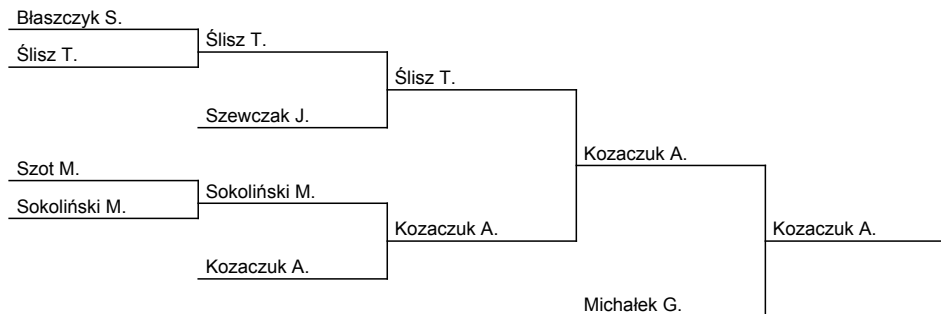 Błaszczyk S.
Ślisz T.
Ślisz T.
Ślisz T.
Szewczak J.
Kozaczuk A.
Szot M.
Sokoliński M.
Sokoliński M.
Kozaczuk A.
Kozaczuk A.
Kozaczuk A.
Michałek G.